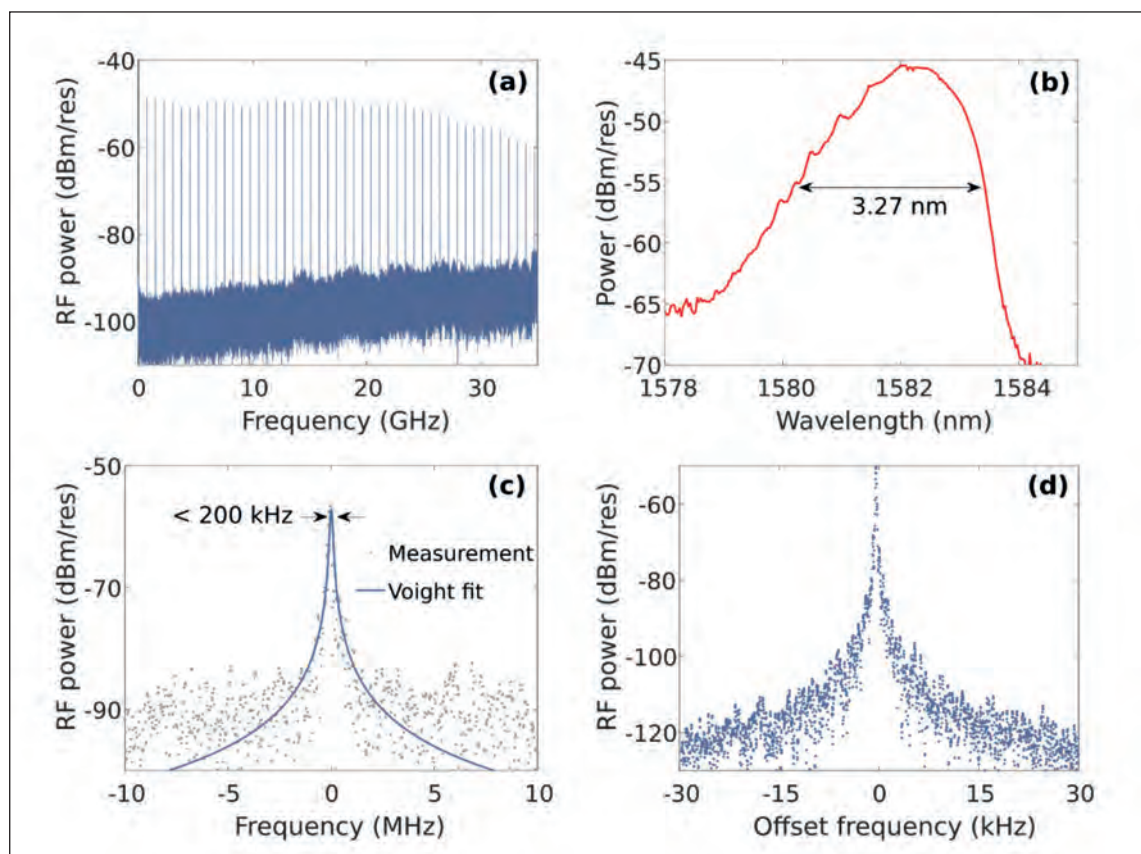 (a)
-40
-60
-80
-100
RF power (dBm/res)
0 10 20 30
Frequency (GHz)
(b)
-45
-50
-55
-60
-65
-70
Power (dBm/res)
3.27 nm
1578 1580 1582 1584
Wavelength (nm)
(c)
-50
-70
-90
RF power (dBm/res)
< 200 kHz
Measurement
Voight fit
-10 -5 0 5 10
Frequency (MHz)
(d)
-60
-80
-100
-120
RF power (dBm/res)
-30 -15 0 15 30
Offset frequency (kHz)